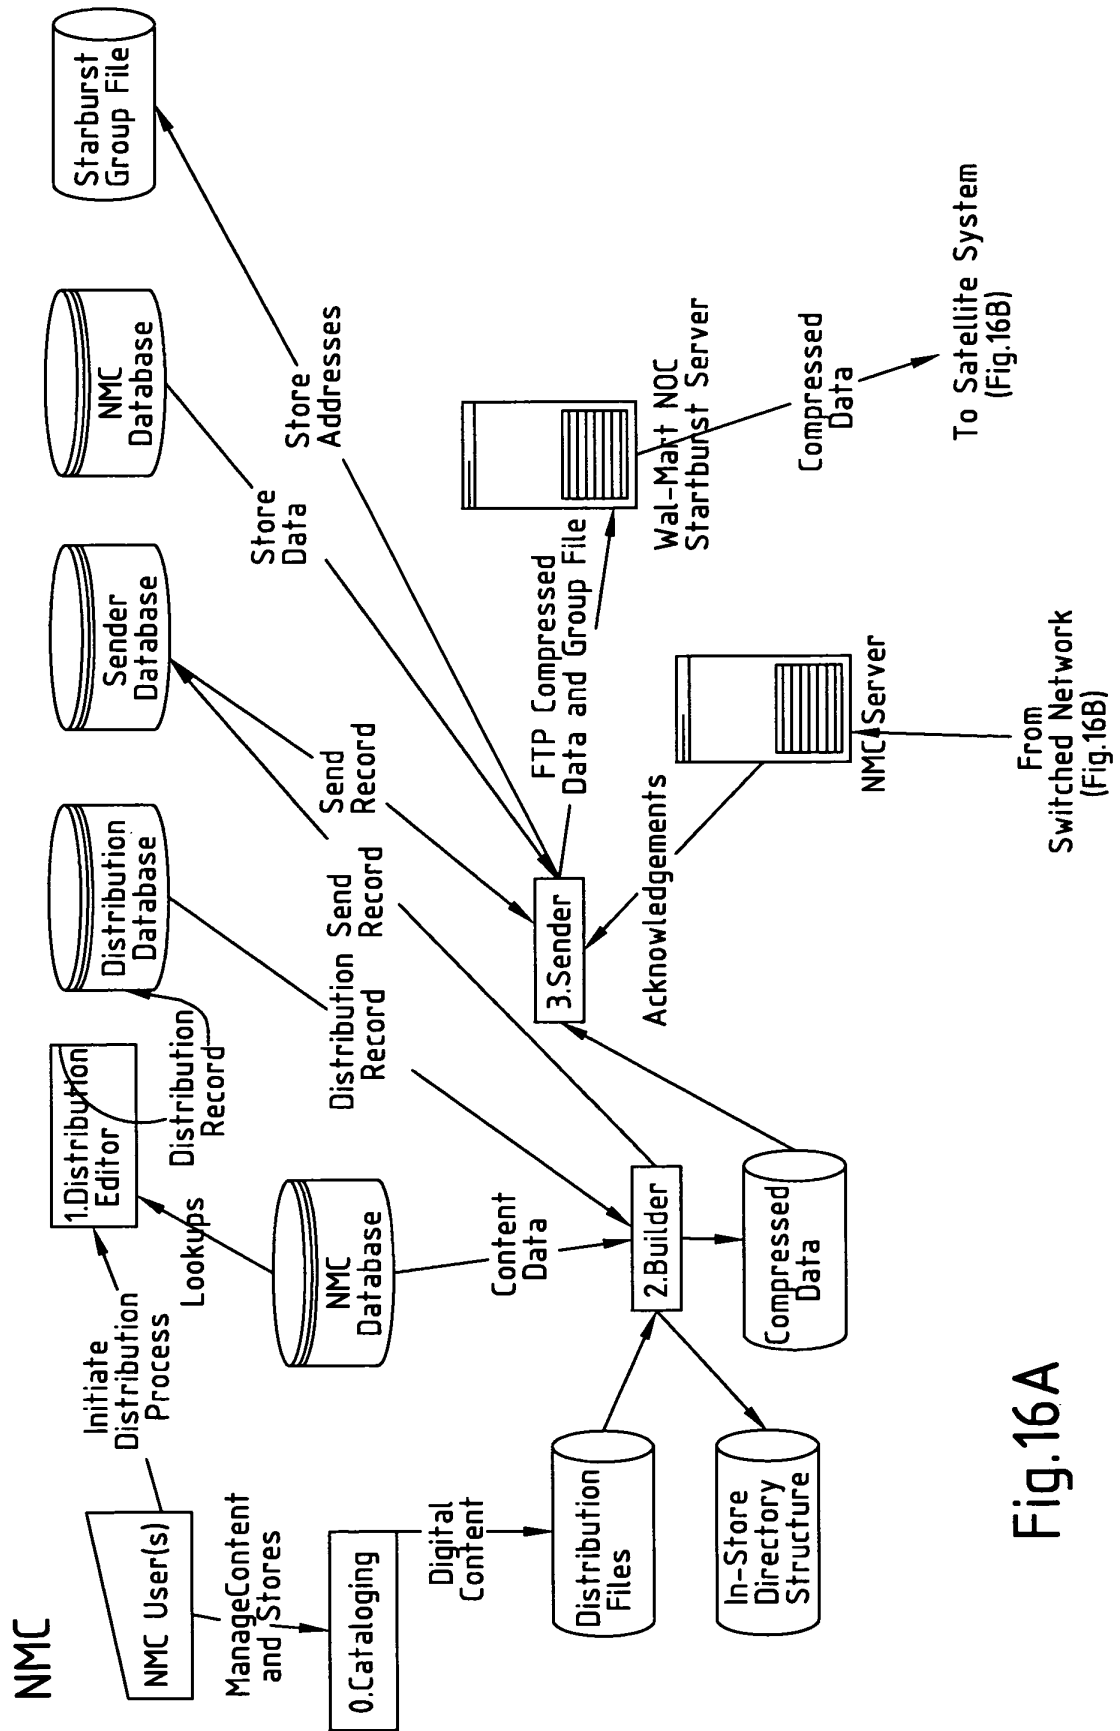 NMC
NMC User(s)
Initiate
Distribution
Process
1.Distribution
Editor
Distribution
Record
Lookups
Distribution
Database
Sender
Database
NMC
Database
Starburst
Group File
ManageContent
and Stores
0.Cataloging
Digital
Content
NMC
Database
Content
Data
Distribution
Record
Send
Record
Send
Record
Store
Data
Store
Addresses
Distribution
Files
In-Store
Directory
Structure
2.Builder
Compressed
Data
3.Sender
FTP Compressed
Data and Group File
Wal-Mart NOC
Startburst Server
Compressed
Data
To Satellite System
(Fig.16B)
Acknowledgements
NMC Server
From
Switched Network
(Fig.16B)
Fig.16A